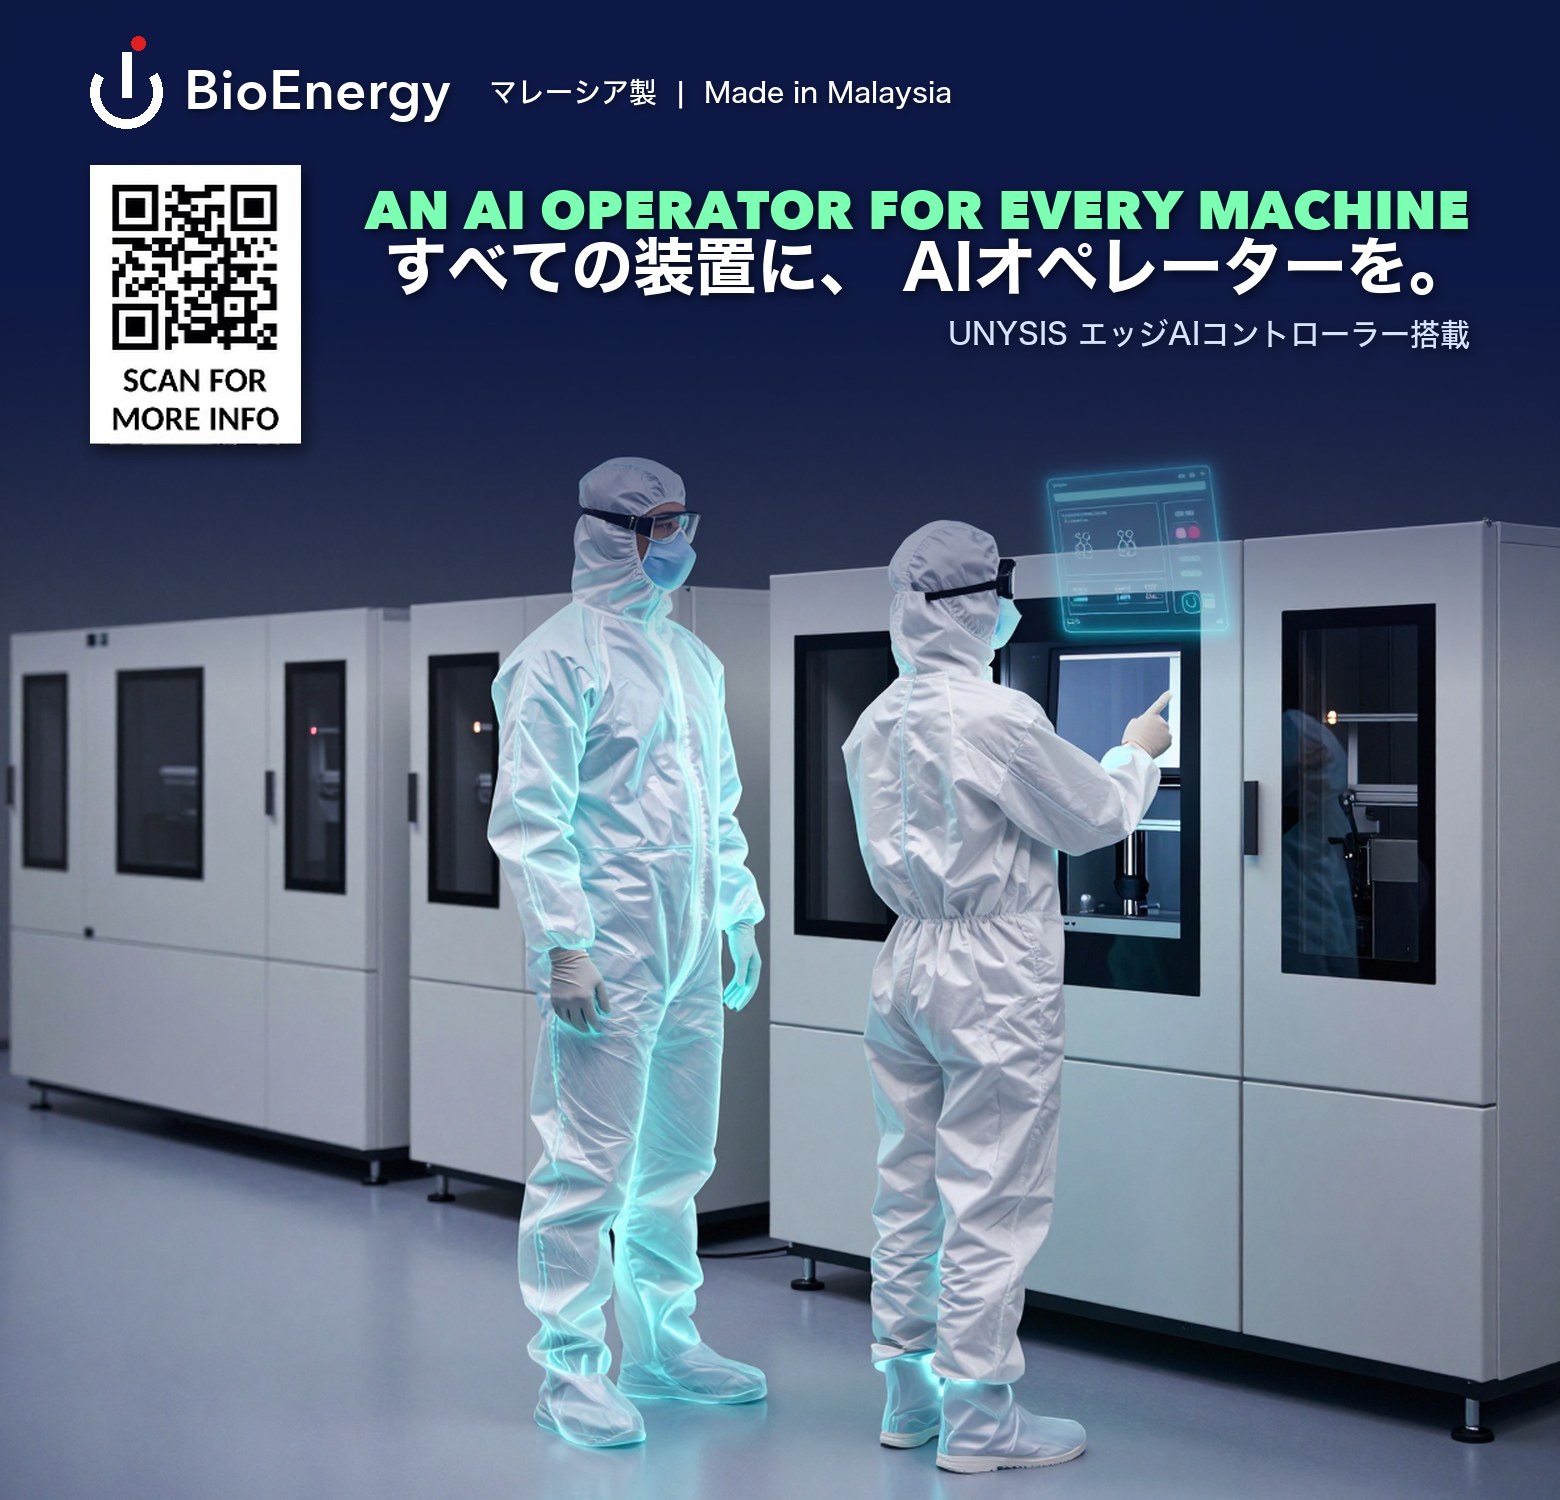 BioEnergy マレーシア製 | Made in Malaysia
AN AI OPERATOR FOR EVERY MACHINE
すべての装置に、 AIオペレーターを。
UNYSIS エッジAIコントローラー搭載
SCAN FOR
MORE INFO